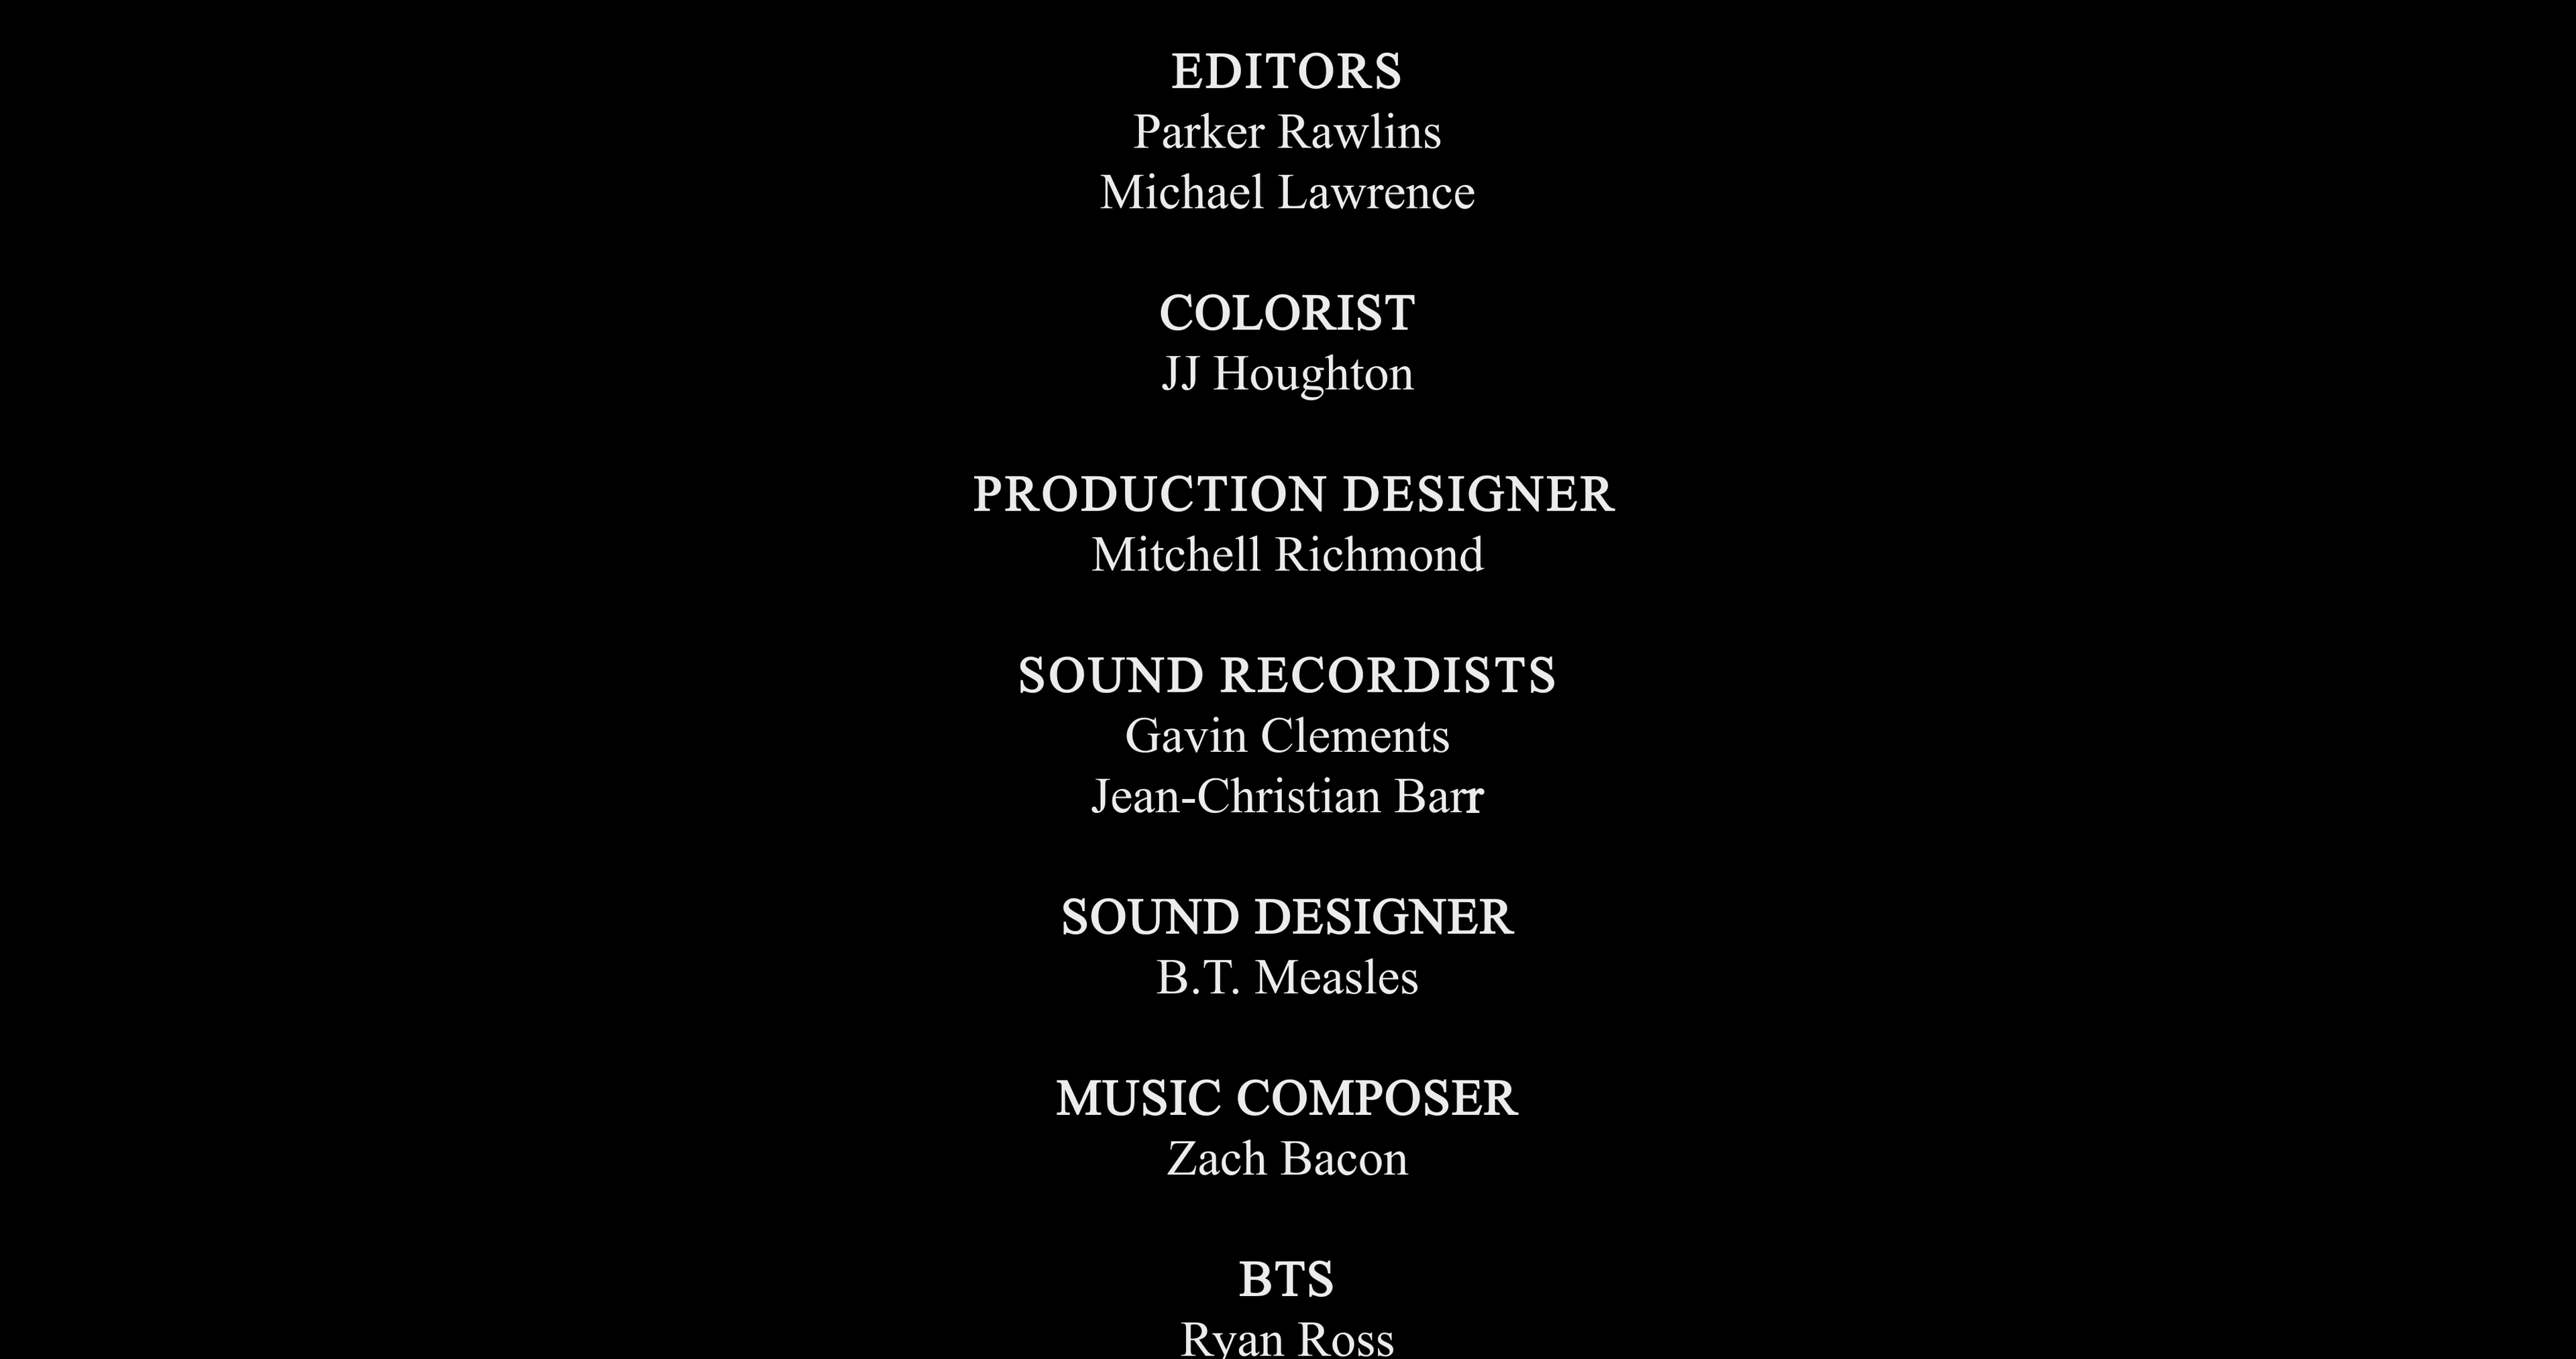 EDITORS
Parker Rawlins
Michael Lawrence
COLORIST
JJ Houghton
PRODUCTION DESIGNER
Mitchell Richmond
SOUND RECORDISTS
Gavin Clements
Jean-Christian Barr
SOUND DESIGNER
B.T. Measles
MUSIC COMPOSER
Zach Bacon
BTS
Ryan Ross